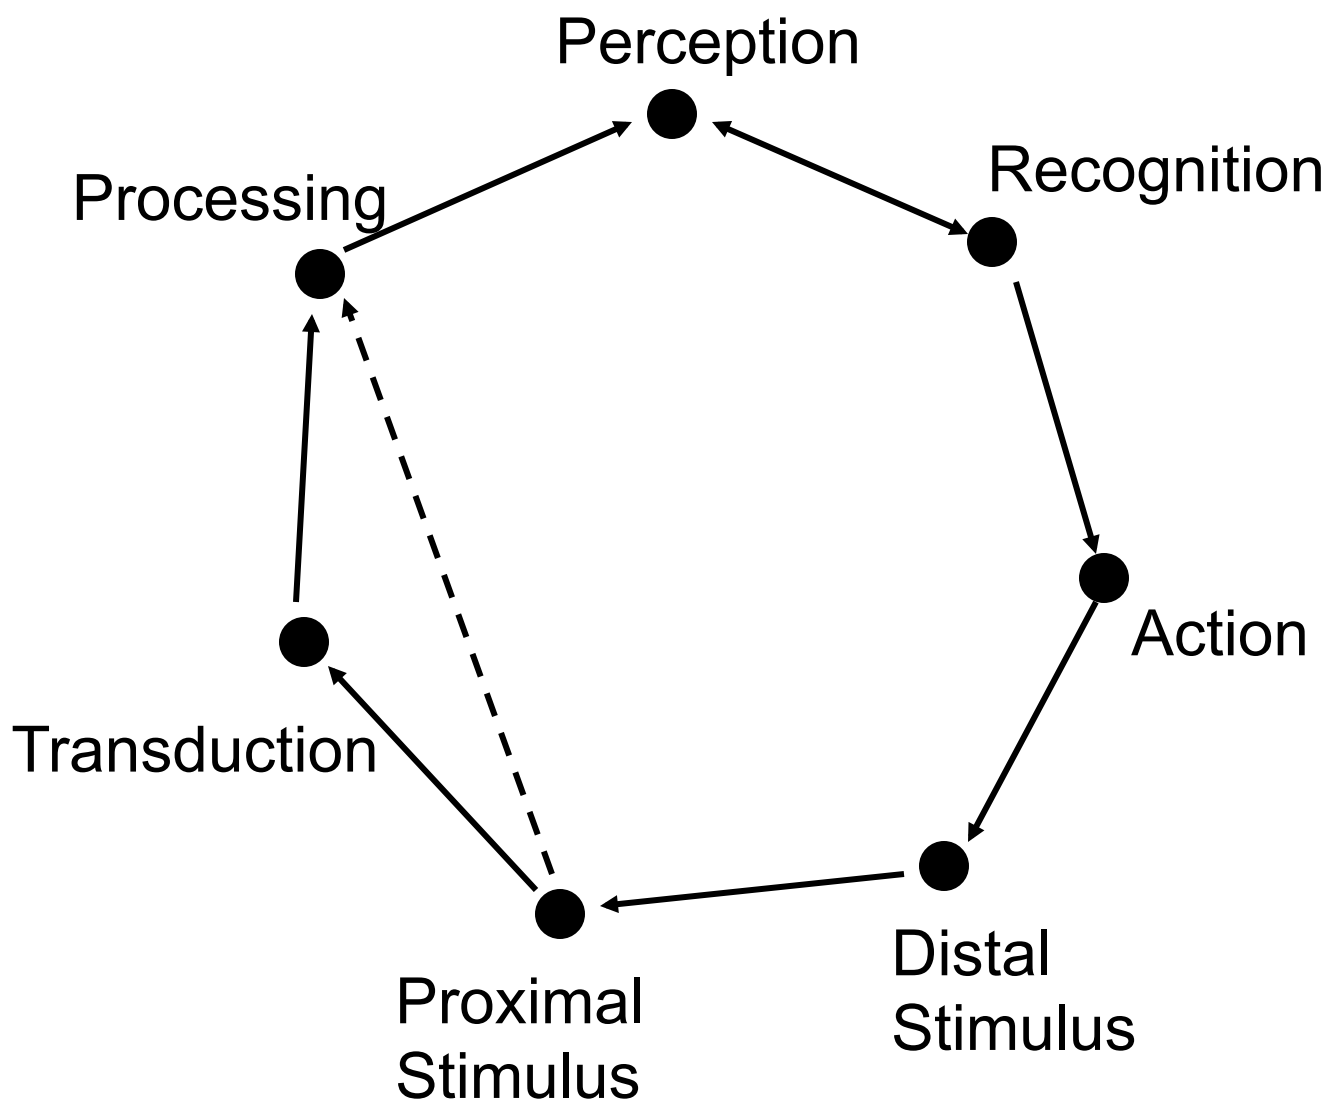 Perception
Recognition
Processing
Action
Transduction
Distal
Stimulus
Proximal
Stimulus